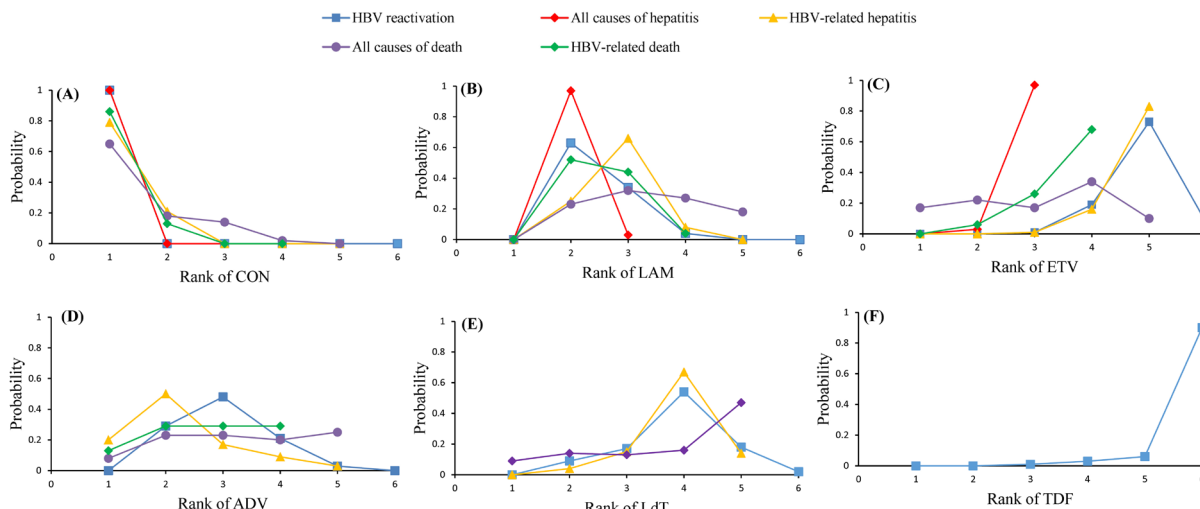 HBV reactivation
All causes of hepatitis
HBV-related hepatitis
All causes of death
HBV-related death
(A)
Probability
1
0.8
0.6
0.4
0.2
0
0 1 2 3 4 5 6
Rank of CON
(B)
Probability
1
0.8
0.6
0.4
0.2
0
0 1 2 3 4 5 6
Rank of LAM
(C)
Probability
1
0.8
0.6
0.4
0.2
0
0 1 2 3 4 5
Rank of ETV
(D)
Probability
1
0.8
0.6
0.4
0.2
0
0 1 2 3 4 5 6
Rank of ADV
(E)
Probability
1
0.8
0.6
0.4
0.2
0
0 1 2 3 4 5 6
Rank of LdT
(F)
Probability
1
0.8
0.6
0.4
0.2
0
0 1 2 3 4 5
Rank of TDF